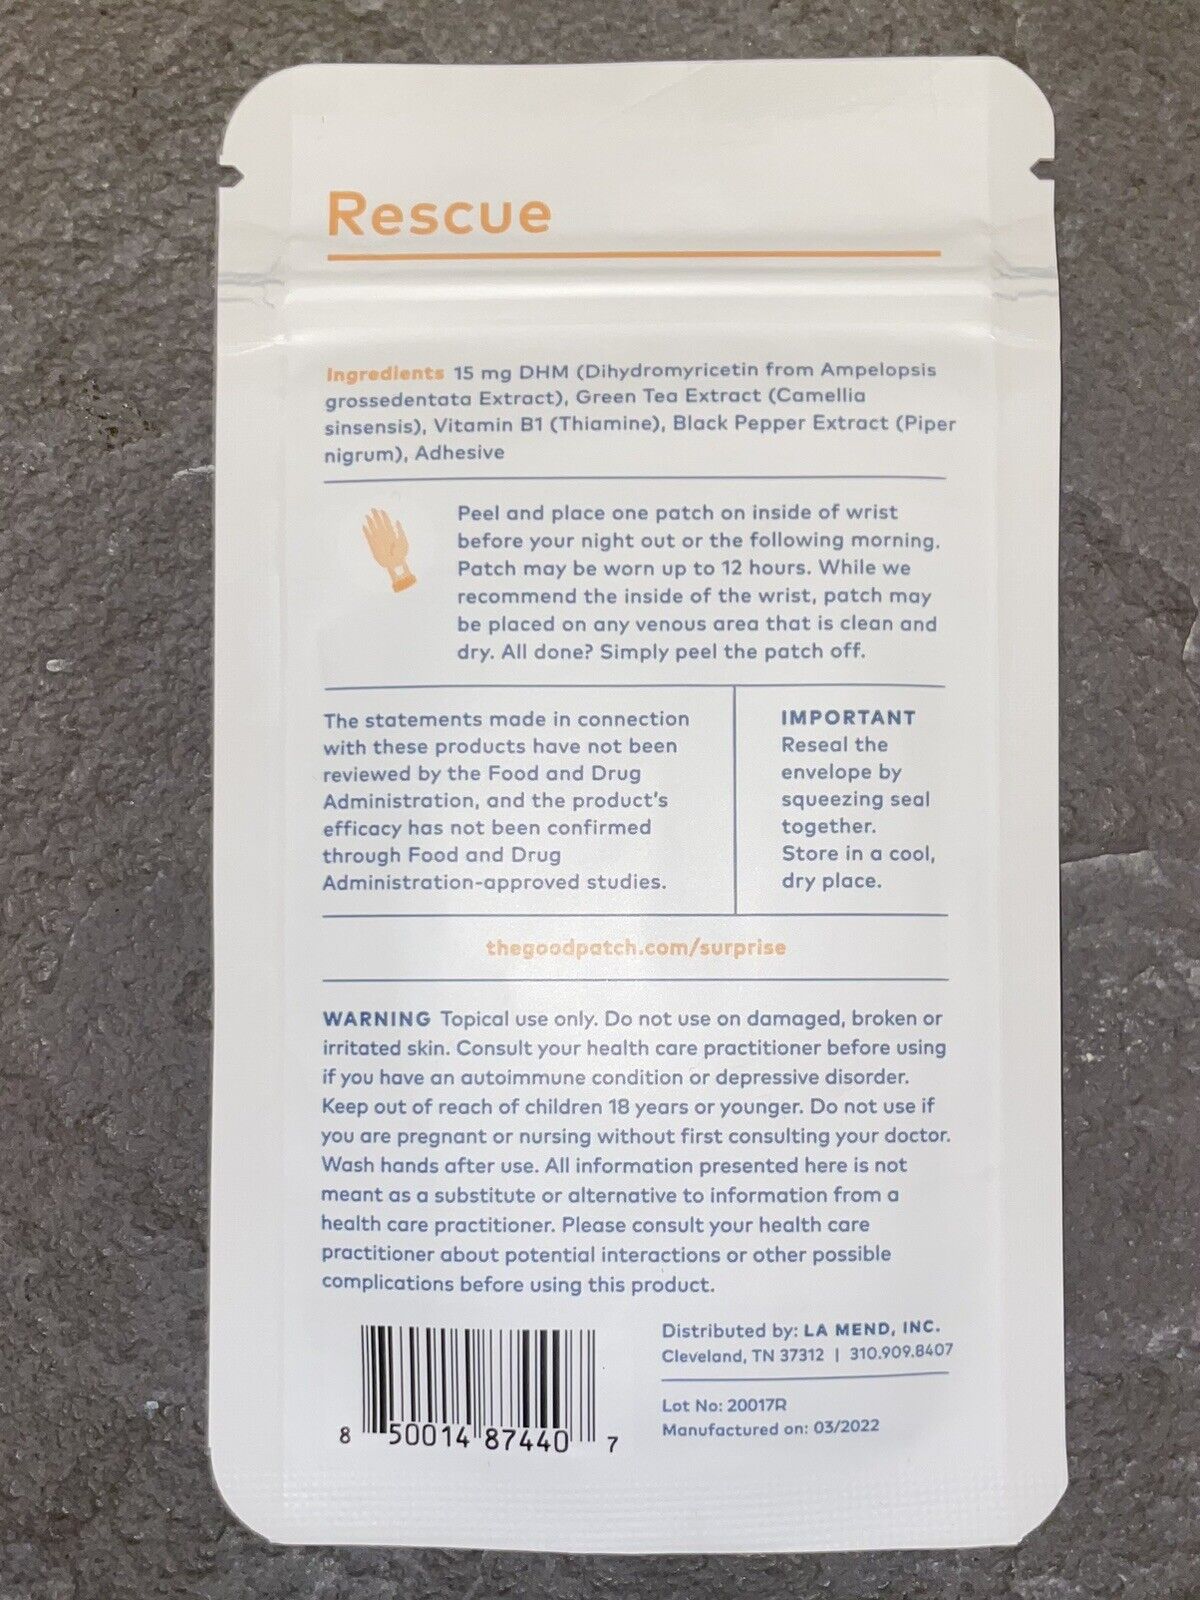 Rescue
Ingredients 15 mg DHM (Dihydromyricetin from Ampelopsis
grossedentata Extract), Green Tea Extract (Camellia
sinsensis), Vitamin B1 (Thiamine), Black Pepper Extract (Piper
nigrum), Adhesive
Peel and place one patch on inside of wrist
before your night out or the following morning.
Patch may be worn up to 12 hours. While we
recommend the inside of the wrist, patch may
be placed on any venous area that is clean and
dry. All done? Simply peel the patch off.
The statements made in connection
with these products have not been
reviewed by the Food and Drug
Administration, and the product's
efficacy has not been confirmed
through Food and Drug
Administration-approved studies.
IMPORTANT
Reseal the
envelope by
squeezing seal
together.
Store in a cool,
dry place.
thegoodpatch.com/surprise
WARNING Topical use only. Do not use on damaged, broken or
irritated skin. Consult your health care practitioner before using
if you have an autoimmune condition or depressive disorder.
Keep out of reach of children 18 years or younger. Do not use if
you are pregnant or nursing without first consulting your doctor.
Wash hands after use. All information presented here is not
meant as a substitute or alternative to information from a
health care practitioner. Please consult your health care
practitioner about potential interactions or other possible
complications before using this product.
8 50014 87440 7
Distributed by: LA MEND, INC.
Cleveland, TN 37312 | 310.909.8407
Lot No: 20017R
Manufactured on: 03/2022